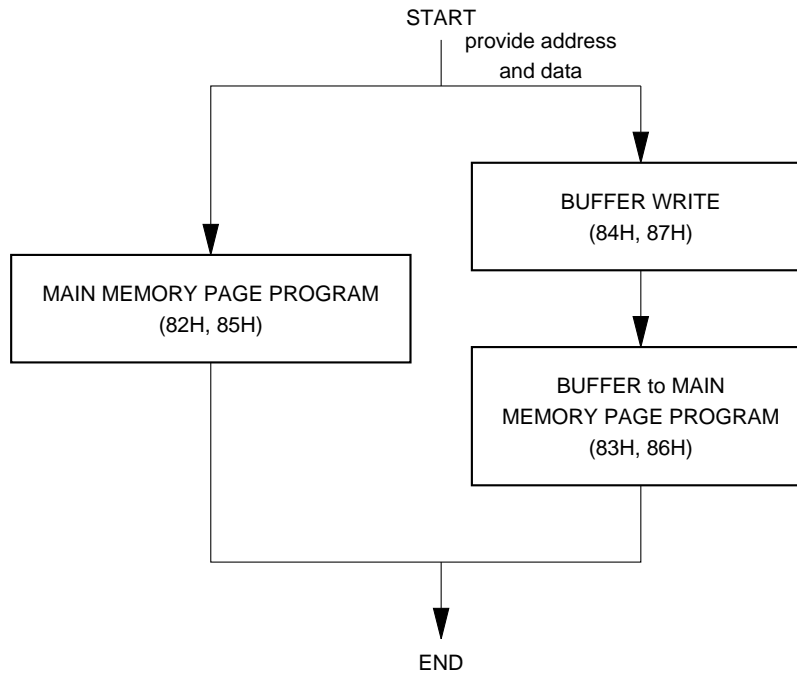 START
provide address
and data
BUFFER WRITE
(84H, 87H)
MAIN MEMORY PAGE PROGRAM
(82H, 85H)
BUFFER to MAIN
MEMORY PAGE PROGRAM
(83H, 86H)
END